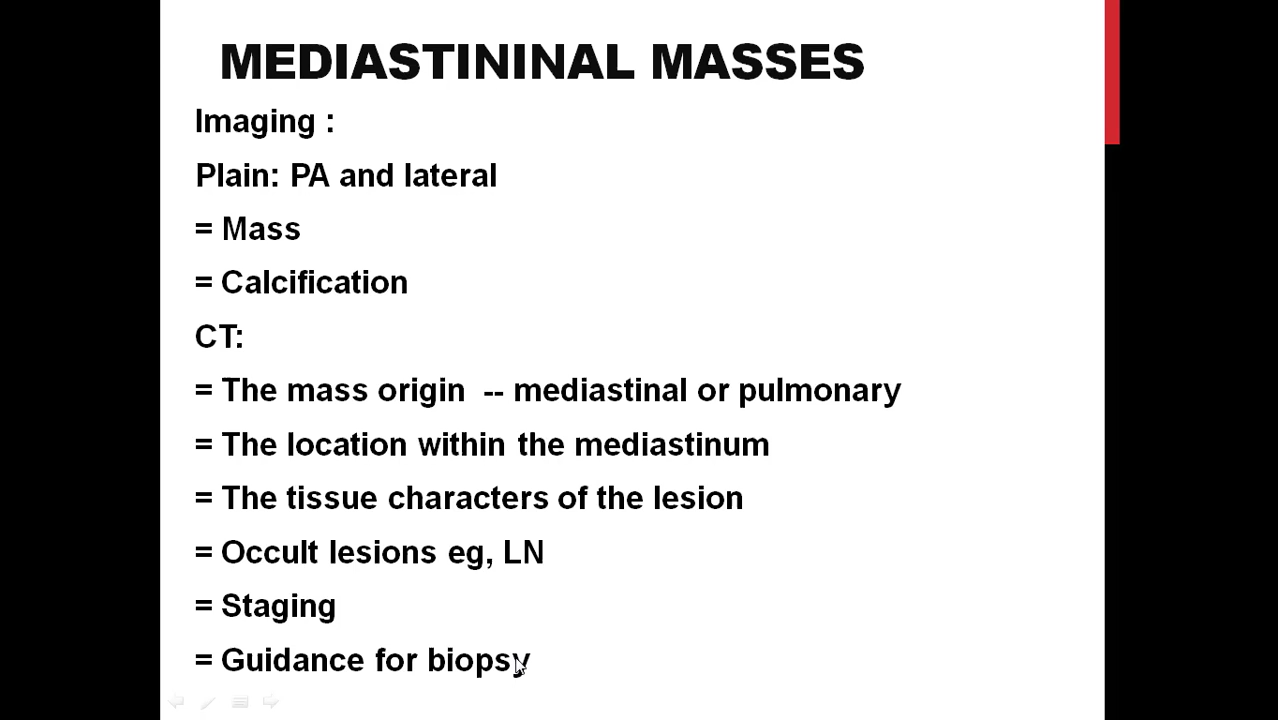 MEDIASTININAL MASSES
Imaging :
Plain: PA and lateral
= Mass
= Calcification
CT:
= The mass origin -- mediastinal or pulmonary
= The location within the mediastinum
= The tissue characters of the lesion
= Occult lesions eg, LN
= Staging
= Guidance for biopsy